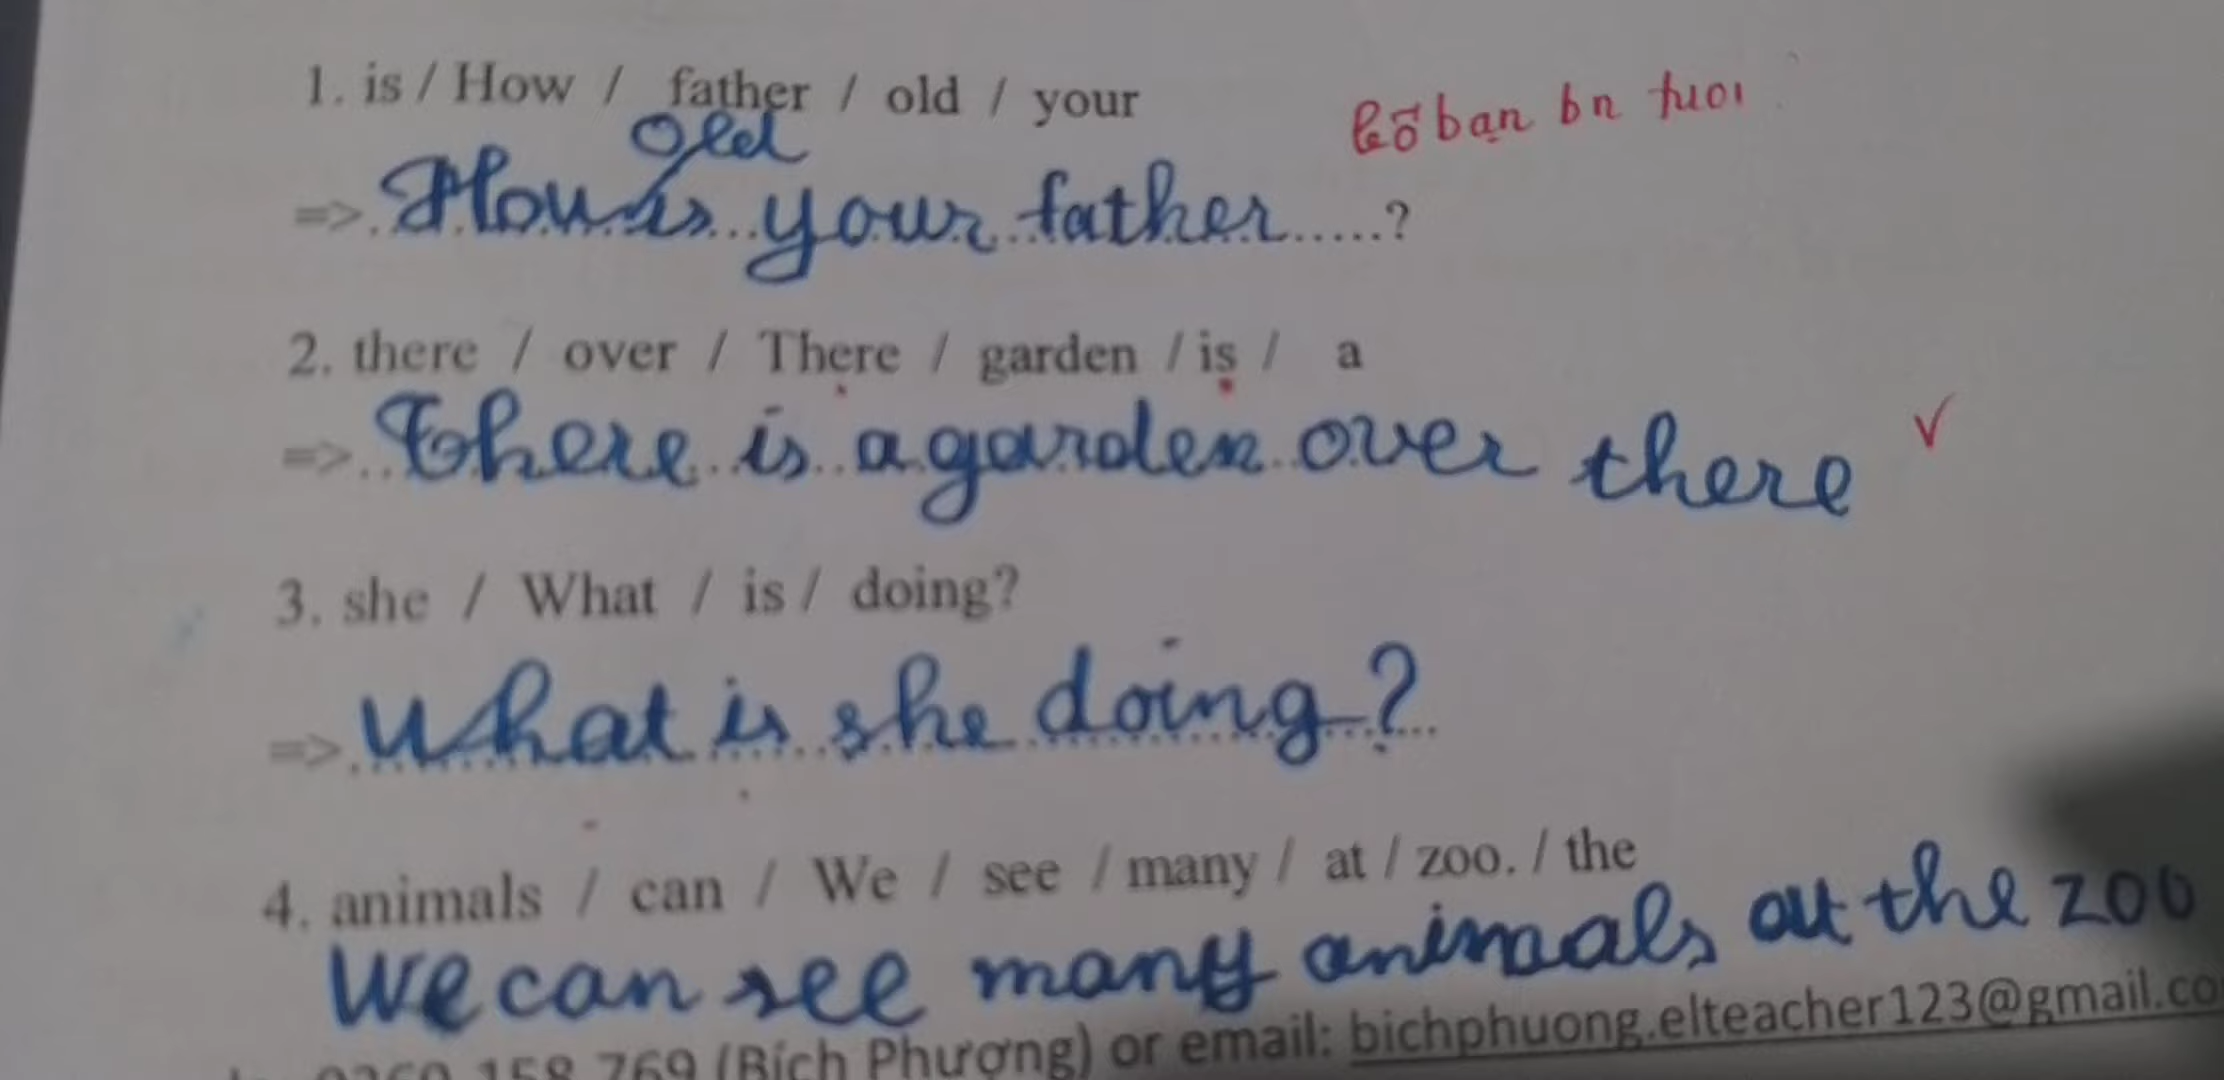 1. is / How / father / old / your
bố bạn bn tuoi
old
=> How is your father.....?
2. there / over / There / garden / is / a
=> There is a garden over there ✓
3. she / What / is / doing?
=> What is she doing?
4. animals / can / We / see / many / at / zoo. / the
We can see many animals at the zoo
158 769 (Bích Phượng) or email: bichphuong.elteacher123@gmail.co